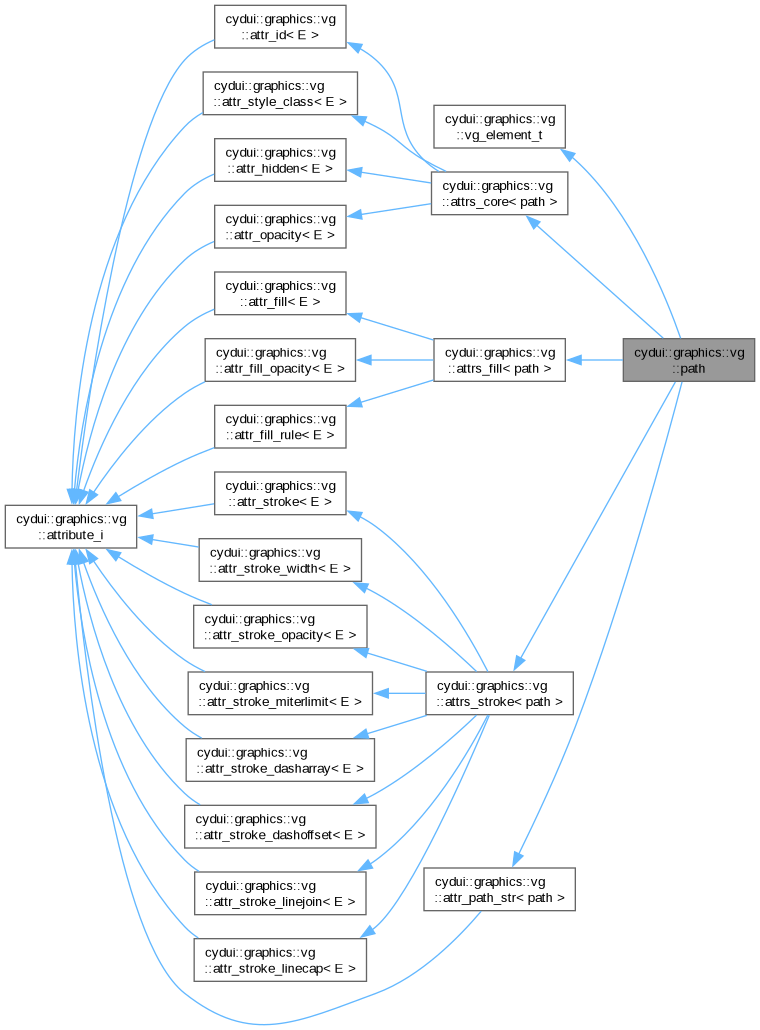 cydui::graphics::vg
::attr_id< E >
cydui::graphics::vg
::attr_style_class< E >
cydui::graphics::vg
::vg_element_t
cydui::graphics::vg
::attr_hidden< E >
cydui::graphics::vg
::attrs_core< path >
cydui::graphics::vg
::attr_opacity< E >
cydui::graphics::vg
::attr_fill< E >
cydui::graphics::vg
::attr_fill_opacity< E >
cydui::graphics::vg
::attrs_fill< path >
cydui::graphics::vg
::path
cydui::graphics::vg
::attr_fill_rule< E >
cydui::graphics::vg
::attr_stroke< E >
cydui::graphics::vg
::attribute_i
cydui::graphics::vg
::attr_stroke_width< E >
cydui::graphics::vg
::attr_stroke_opacity< E >
cydui::graphics::vg
::attr_stroke_miterlimit< E >
cydui::graphics::vg
::attrs_stroke< path >
cydui::graphics::vg
::attr_stroke_dasharray< E >
cydui::graphics::vg
::attr_stroke_dashoffset< E >
cydui::graphics::vg
::attr_stroke_linejoin< E >
cydui::graphics::vg
::attr_path_str< path >
cydui::graphics::vg
::attr_stroke_linecap< E >